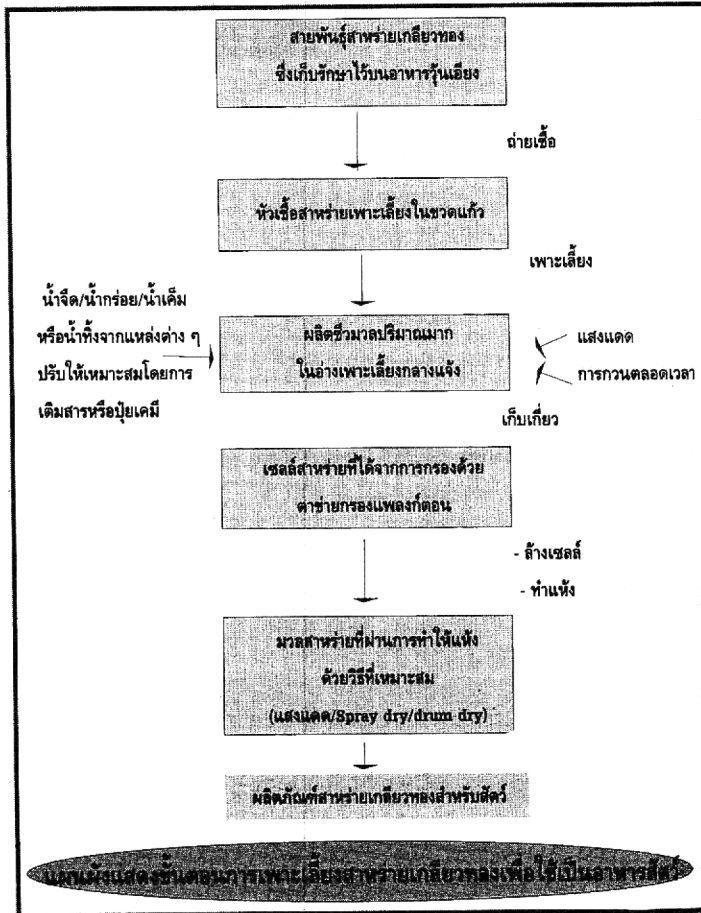 สายพันธุ์สาหร่ายเกลียวทอง
ซึ่งเก็บรักษาไว้บนอาหารวุ้นเอียง
ถ่ายเชื้อ
หัวเชื้อสาหร่ายเพาะเลี้ยงในขวดแก้ว
เพาะเลี้ยง
น้ำจืด/น้ำกร่อย/น้ำเค็ม
หรือน้ำทิ้งจากแหล่งต่าง ๆ
ปรับให้เหมาะสมโดยการ
เติมสารหรือปุ๋ยเคมี
ผลิตชีวมวลปริมาณมาก
ในอ่างเพาะเลี้ยงกลางแจ้ง
แสงแดด
การกวนตลอดเวลา
เก็บเกี่ยว
เซลล์สาหร่ายที่ได้จากการกรองด้วย
ตาข่ายกรองแพลงก์ตอน
- ล้างเซลล์
- ทำแห้ง
มวลสาหร่ายที่ผ่านการทำให้แห้ง
ด้วยวิธีที่เหมาะสม
(แสงแดด/Spray dry/drum dry)
ผลิตภัณฑ์สาหร่ายเกลียวทองสำหรับสัตว์
แผนผังแสดงขั้นตอนการเพาะเลี้ยงสาหร่ายเกลียวทองเพื่อใช้เป็นอาหารสัตว์